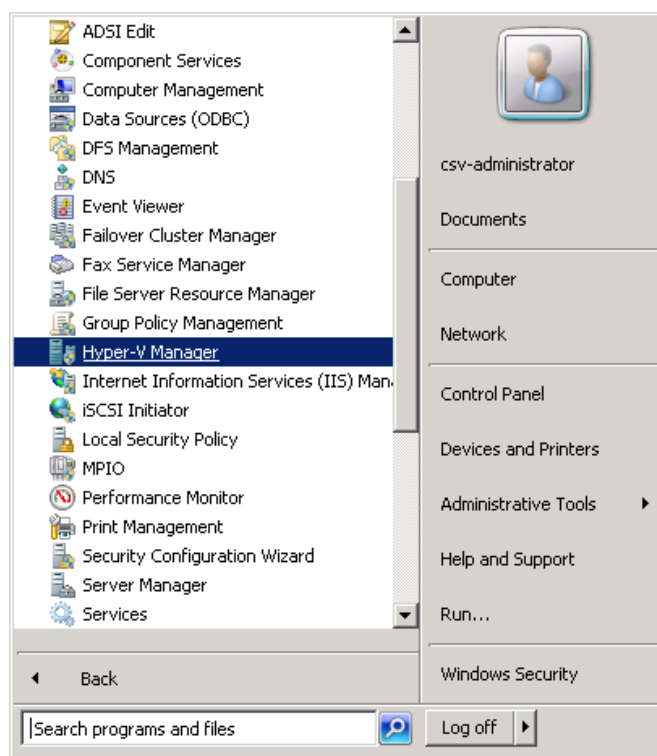 ADSI Edit
Component Services
Computer Management
Data Sources (ODBC)
DFS Management
DNS
Event Viewer
Failover Cluster Manager
Fax Service Manager
File Server Resource Manager
Group Policy Management
Hyper-V Manager
Internet Information Services (IIS) Man
iSCSI Initiator
Local Security Policy
MPIO
Performance Monitor
Print Management
Security Configuration Wizard
Server Manager
Services
Back
Search programs and files
csv-administrator
Documents
Computer
Network
Control Panel
Devices and Printers
Administrative Tools
Help and Support
Run...
Windows Security
Log off